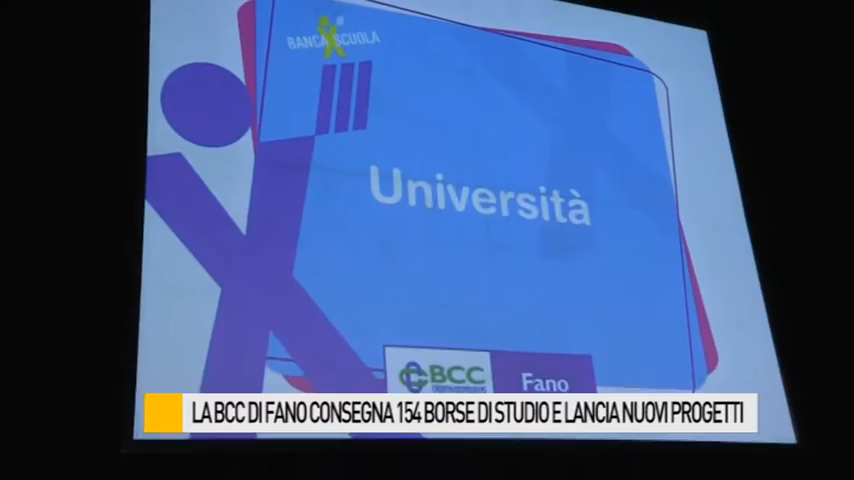 BANCA SCUOLA
Università
BCC Fano
LA BCC DI FANO CONSEGNA 154 BORSE DI STUDIO E LANCIA NUOVI PROGETTI